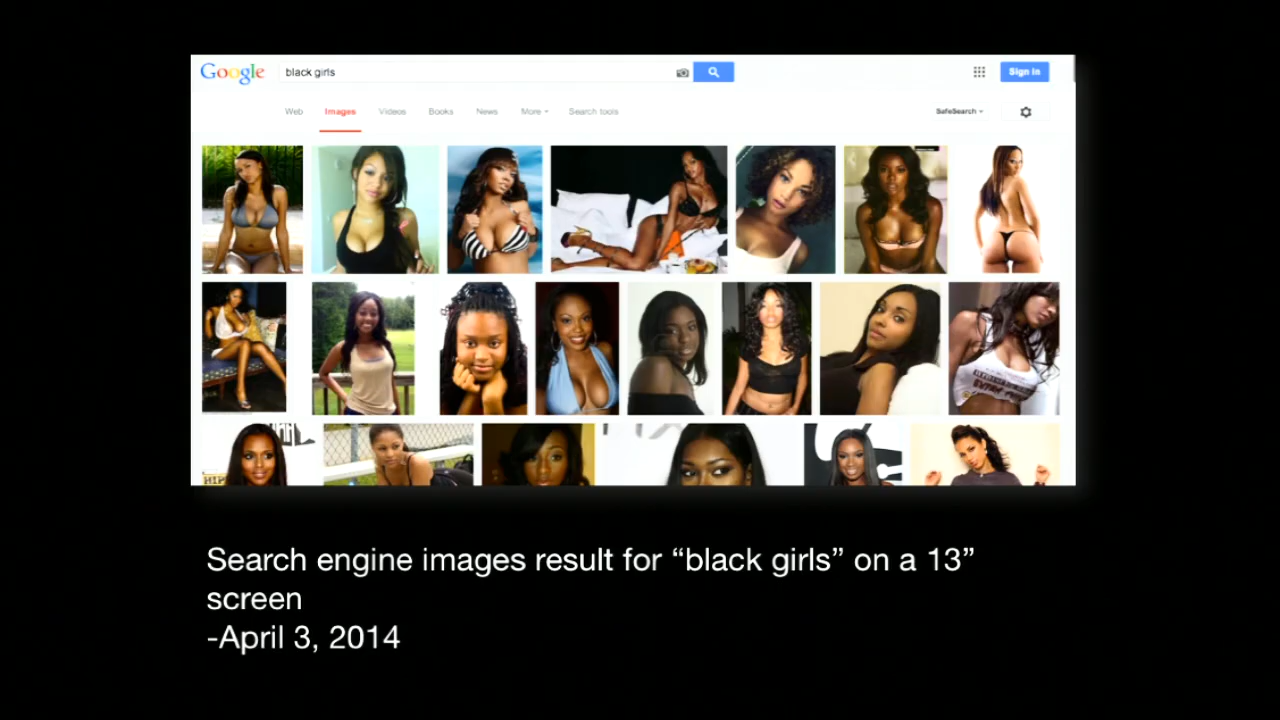 Google
black girls
Sign in
Web Images Videos Books News More Search tools
SafeSearch
Search engine images result for “black girls” on a 13”
screen
-April 3, 2014